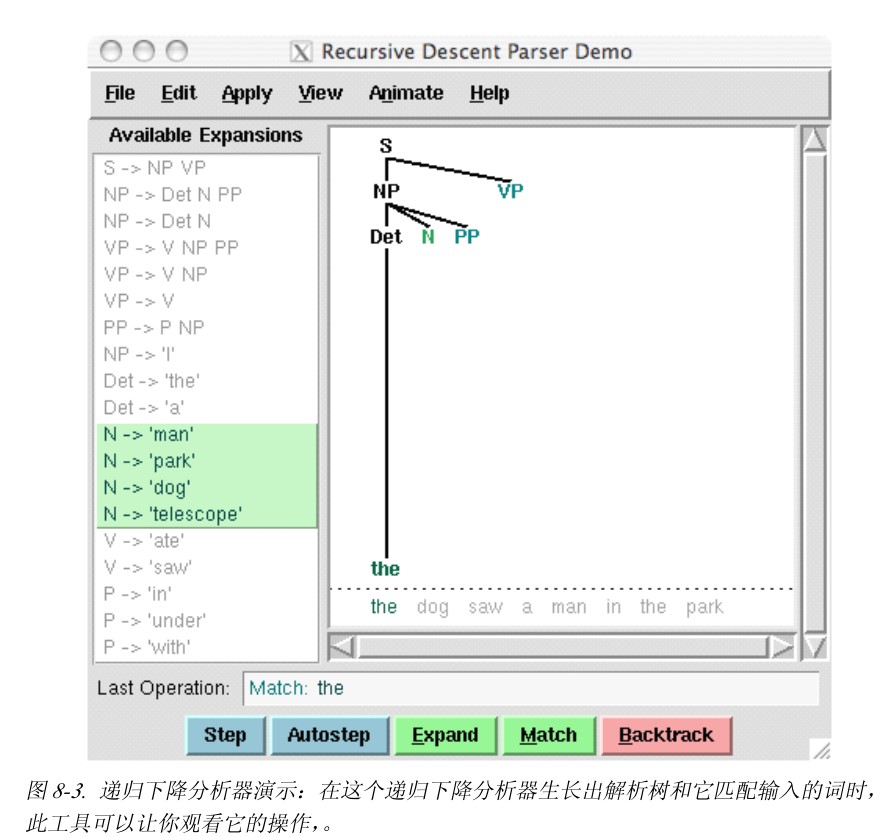 Recursive Descent Parser Demo
File Edit Apply View Animate Help
Available Expansions
S -> NP VP
NP -> Det N PP
NP -> Det N
VP -> V NP PP
VP -> V NP
VP -> V
PP -> P NP
NP -> 'I'
Det -> 'the'
Det -> 'a'
N -> 'man'
N -> 'park'
N -> 'dog'
N -> 'telescope'
V -> 'ate'
V -> 'saw'
P -> 'in'
P -> 'under'
P -> 'with'
S
NP VP
Det N PP
the
the dog saw a man in the park
Last Operation: Match: the
Step Autostep Expand Match Backtrack
图 8-3. 递归下降分析器演示：在这个递归下降分析器生长出解析树和它匹配输入的词时，
此工具可以让你观看它的操作，。